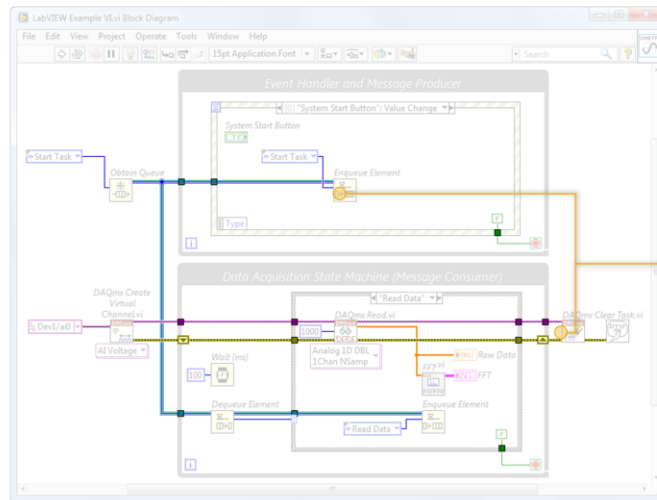 LabVIEW Example VI.vi Block Diagram
File Edit View Project Operate Tools Window Help
15pt Application Font
Search
Event Handler and Message Producer
[0] "System Start Button": Value Change
System Start Button
TF
Start Task
Start Task
Obtain Queue
Enqueue Element
Type
F
i
Data Acquisition State Machine (Message Consumer)
"Read Data"
DAQmx Create
Virtual
Channel.vi
DAQmx Read.vi
DAQmx Clear Task.vi
Dev1/ai0
1000
AI Voltage
Analog 1D DBL
1Chan NSamp
Raw Data
Wait (ms)
100
FFT.vi
FFT
Dequeue Element
Enqueue Element
Read Data
F
i